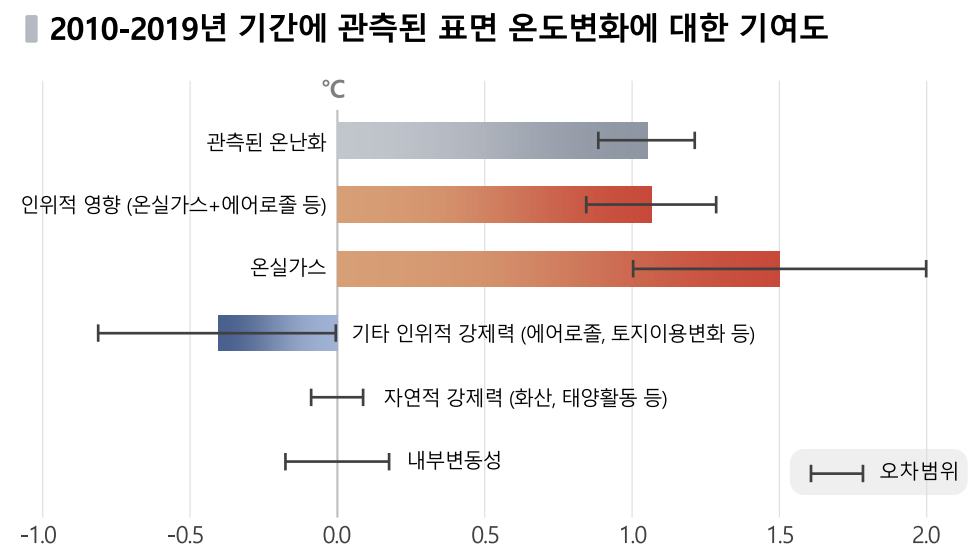 2010-2019년 기간에 관측된 표면 온도변화에 대한 기여도
℃
관측된 온난화
인위적 영향 (온실가스+에어로졸 등)
온실가스
기타 인위적 강제력 (에어로졸, 토지이용변화 등)
자연적 강제력 (화산, 태양활동 등)
내부변동성
오차범위
-1.0 -0.5 0.0 0.5 1.0 1.5 2.0